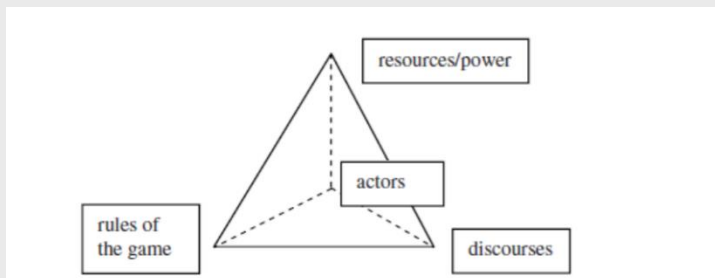 resources/power
actors
rules of
the game
discourses